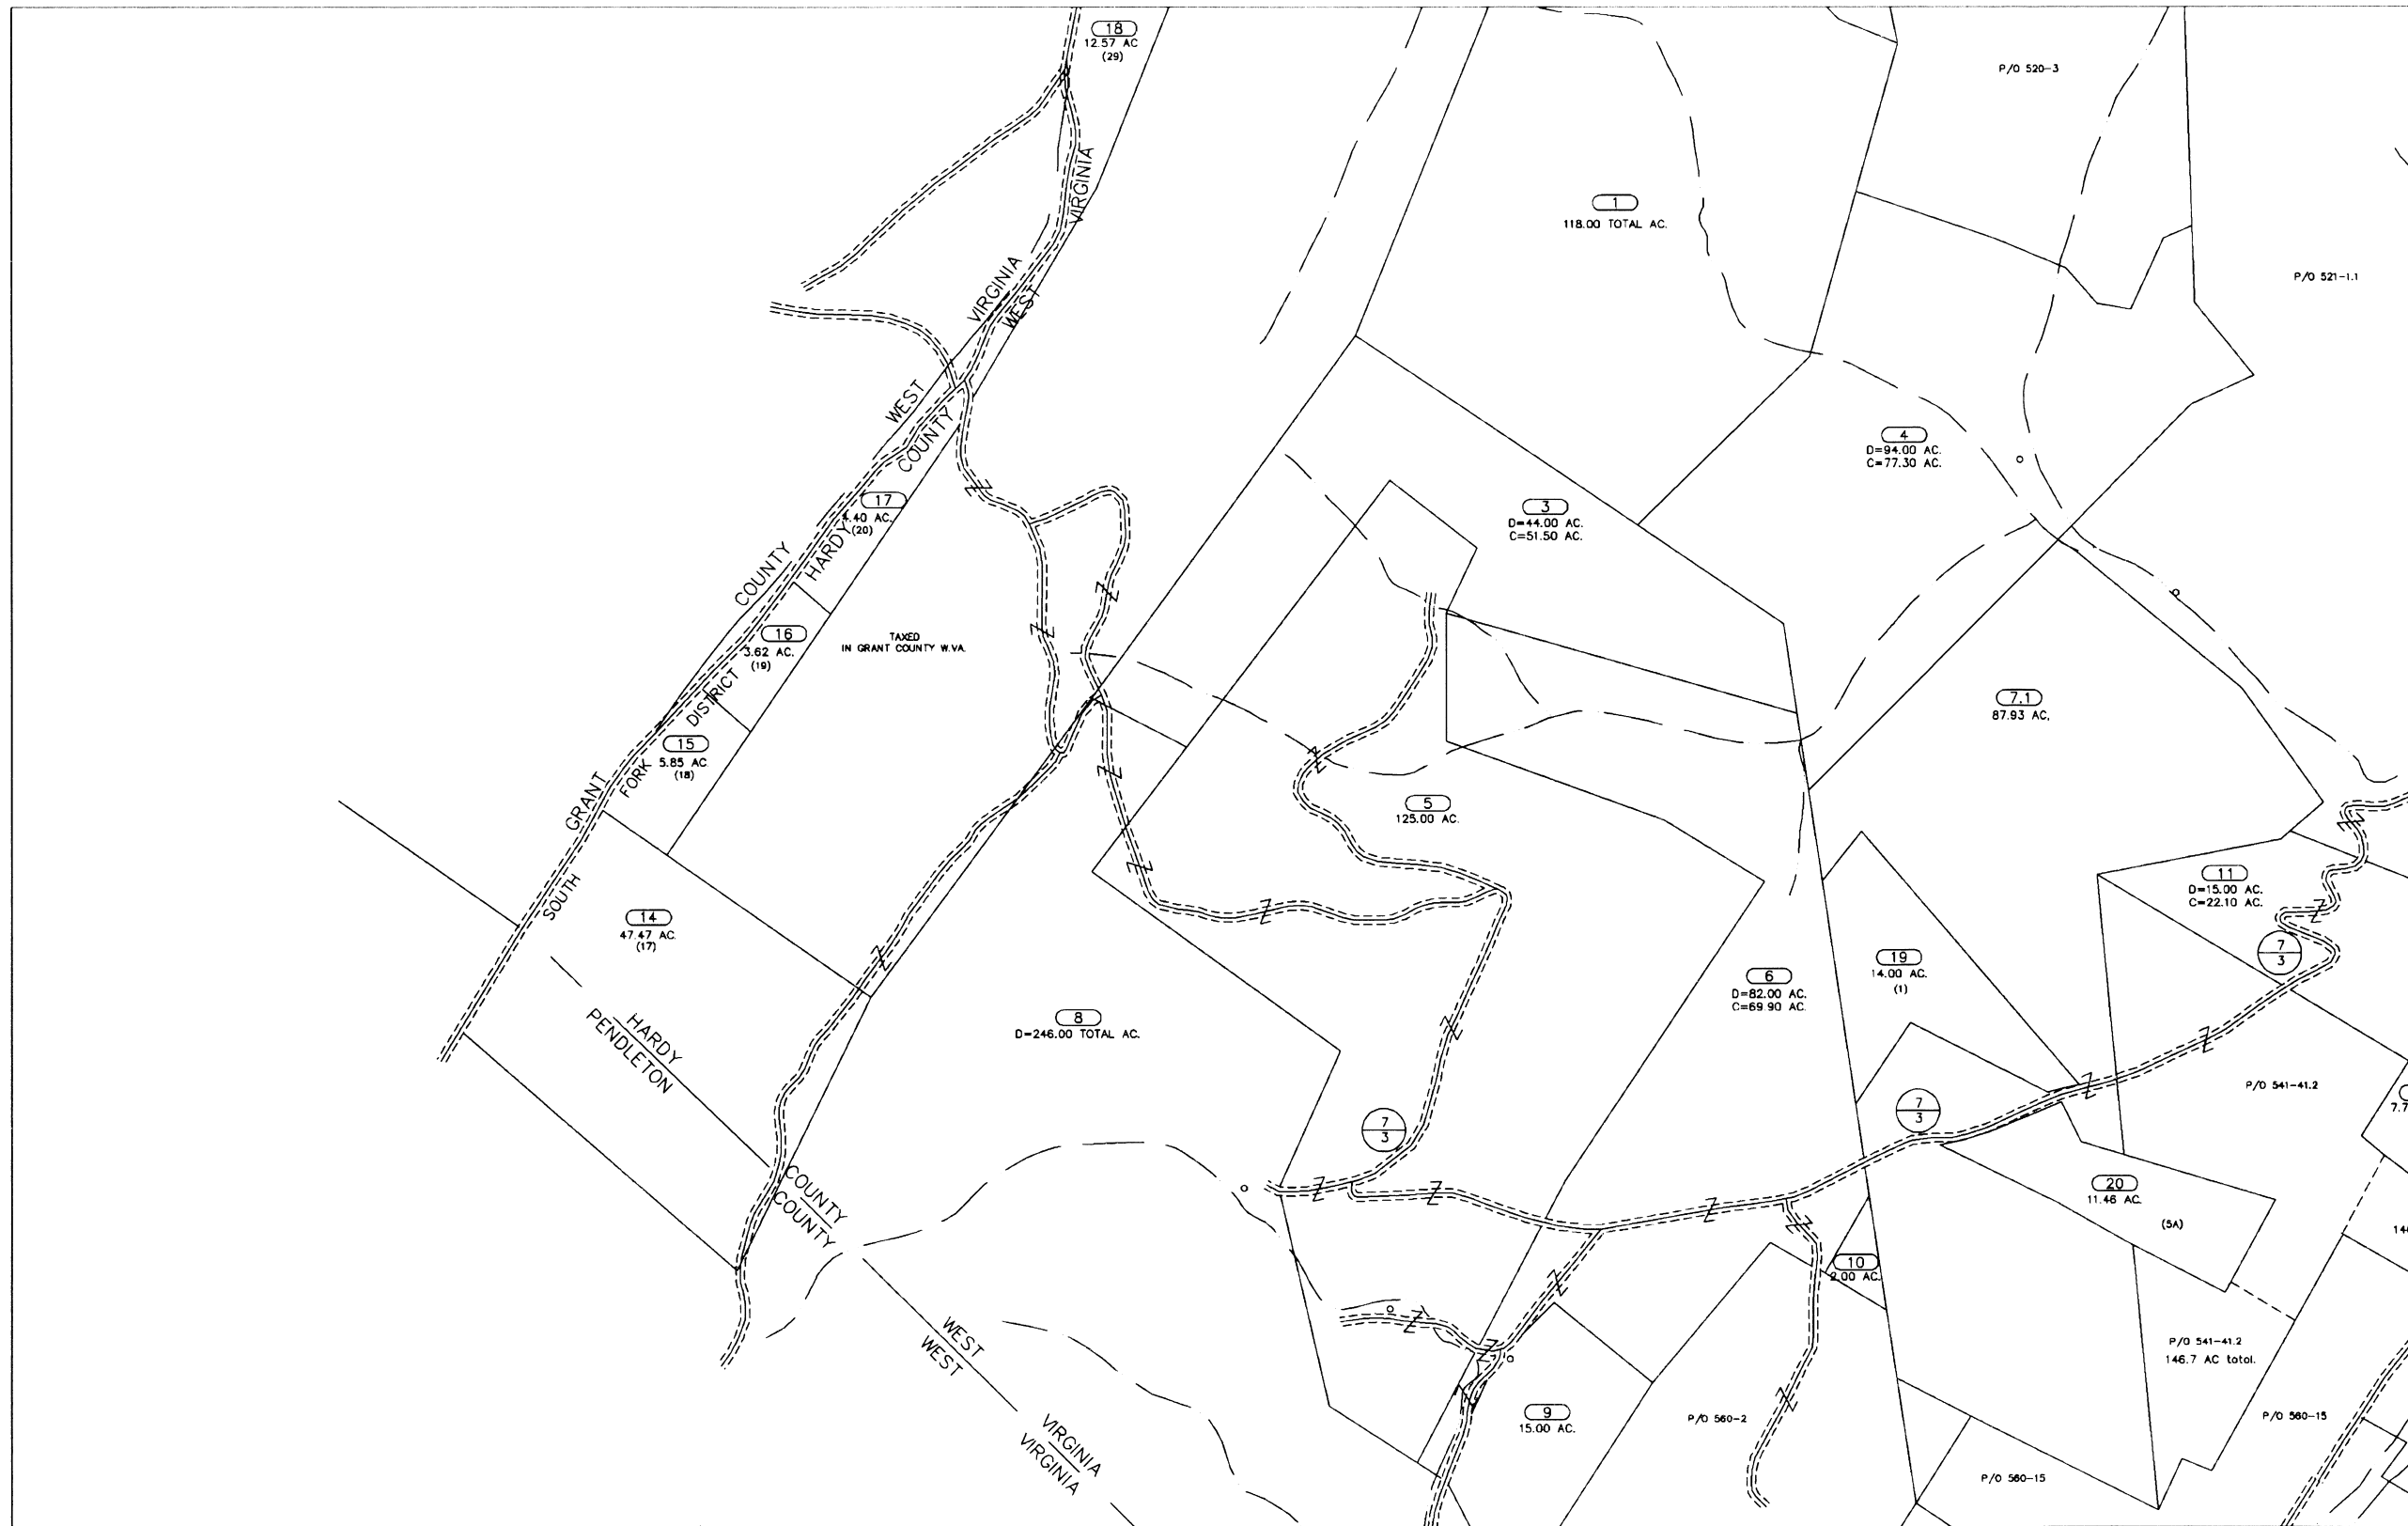 18
12.57 AC
(29)
P/O 520-3
1
118.00 TOTAL AC.
P/O 521-1.1
GRANT COUNTY WEST VIRGINIA
SOUTH FORK DISTRICT HARDY COUNTY WEST VIRGINIA
4
D=94.00 AC.
C=77.30 AC.
17
4.40 AC.
(20)
3
D=44.00 AC.
C=51.50 AC.
16
3.62 AC.
(19)
TAXED
IN GRANT COUNTY W.VA.
7.1
87.93 AC.
15
5.85 AC.
(18)
5
125.00 AC.
11
D=15.00 AC.
C=22.10 AC.
14
47.47 AC.
(17)
7
3
19
14.00 AC.
(1)
6
D=82.00 AC.
C=69.90 AC.
8
D=246.00 TOTAL AC.
HARDY COUNTY WEST VIRGINIA
PENDLETON COUNTY WEST VIRGINIA
P/O 541-41.2
7
3
7
3
7.7
20
11.46 AC.
(5A)
14
10
2.00 AC.
P/O 541-41.2
146.7 AC total.
9
15.00 AC.
P/O 560-2
P/O 560-15
P/O 560-15